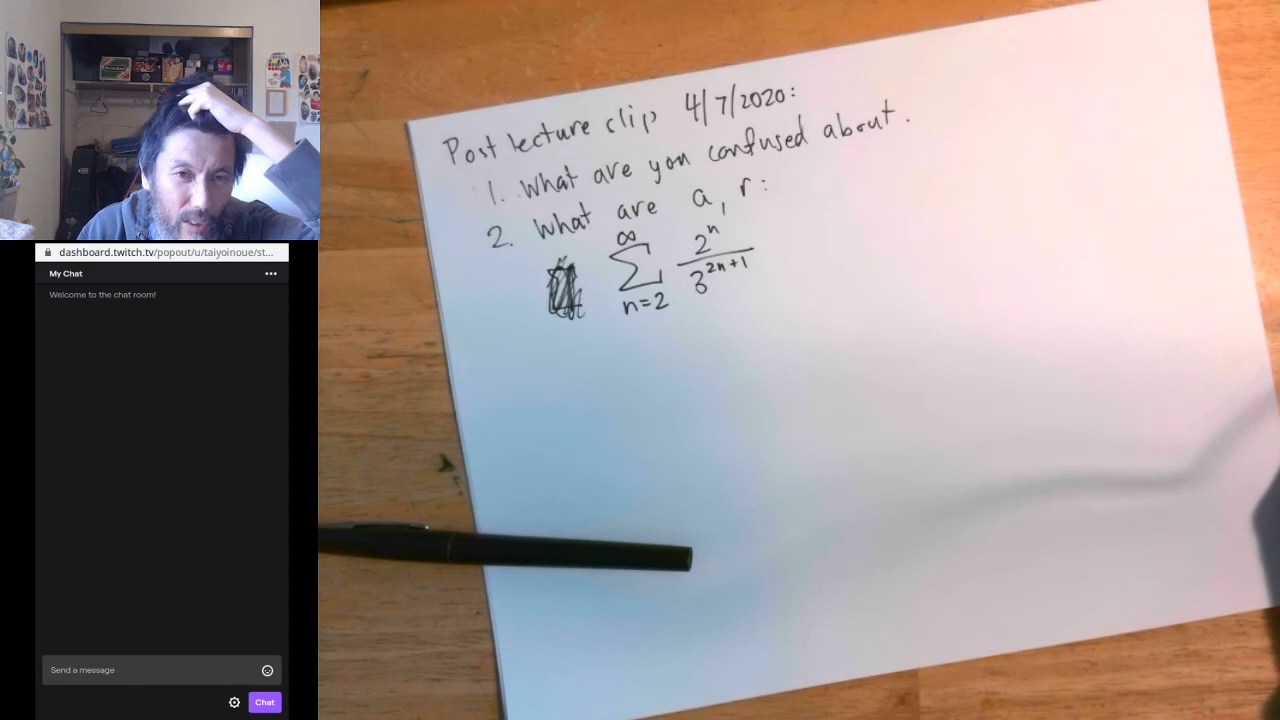 dashboard.twitch.tv/popout/u/taiyoinoue/st...
My Chat
Welcome to the chat room!
Send a message
Chat
Post lecture clip 4/7/2020:
1. What are you confused about.
2. What are a, r:
∞
Σ
n=2
2^n
3^{2n+1}